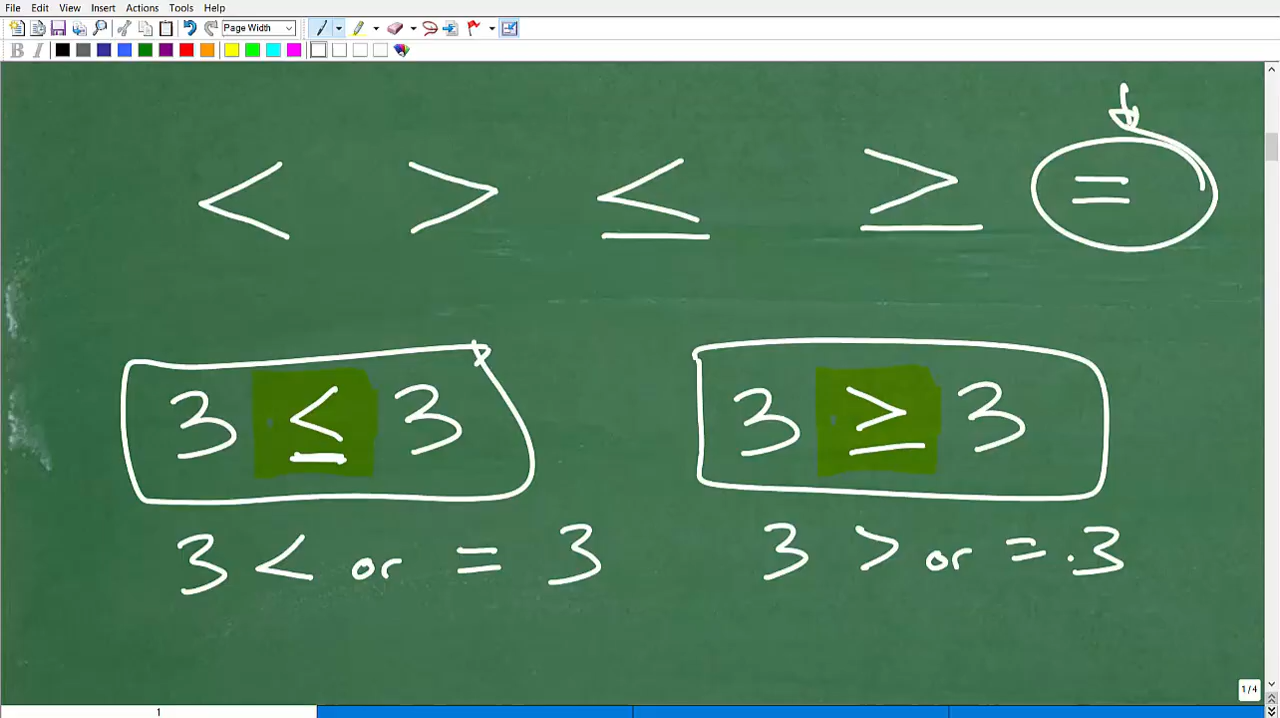 File Edit View Insert Actions Tools Help
Page Width
B I
< > ≤ ≥ =
3 ≤ 3 3 ≥ 3
3 < or = 3 3 > or = .3
1/4
1